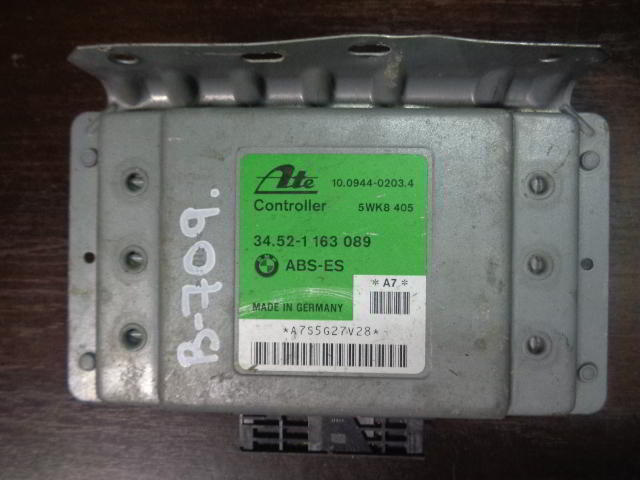 Ate 10.0944-0203.4
Controller 5WK8 405
34.52-1 163 089
ABS-ES
* A7 *
MADE IN GERMANY
*A7S5G27V28*
B-709.